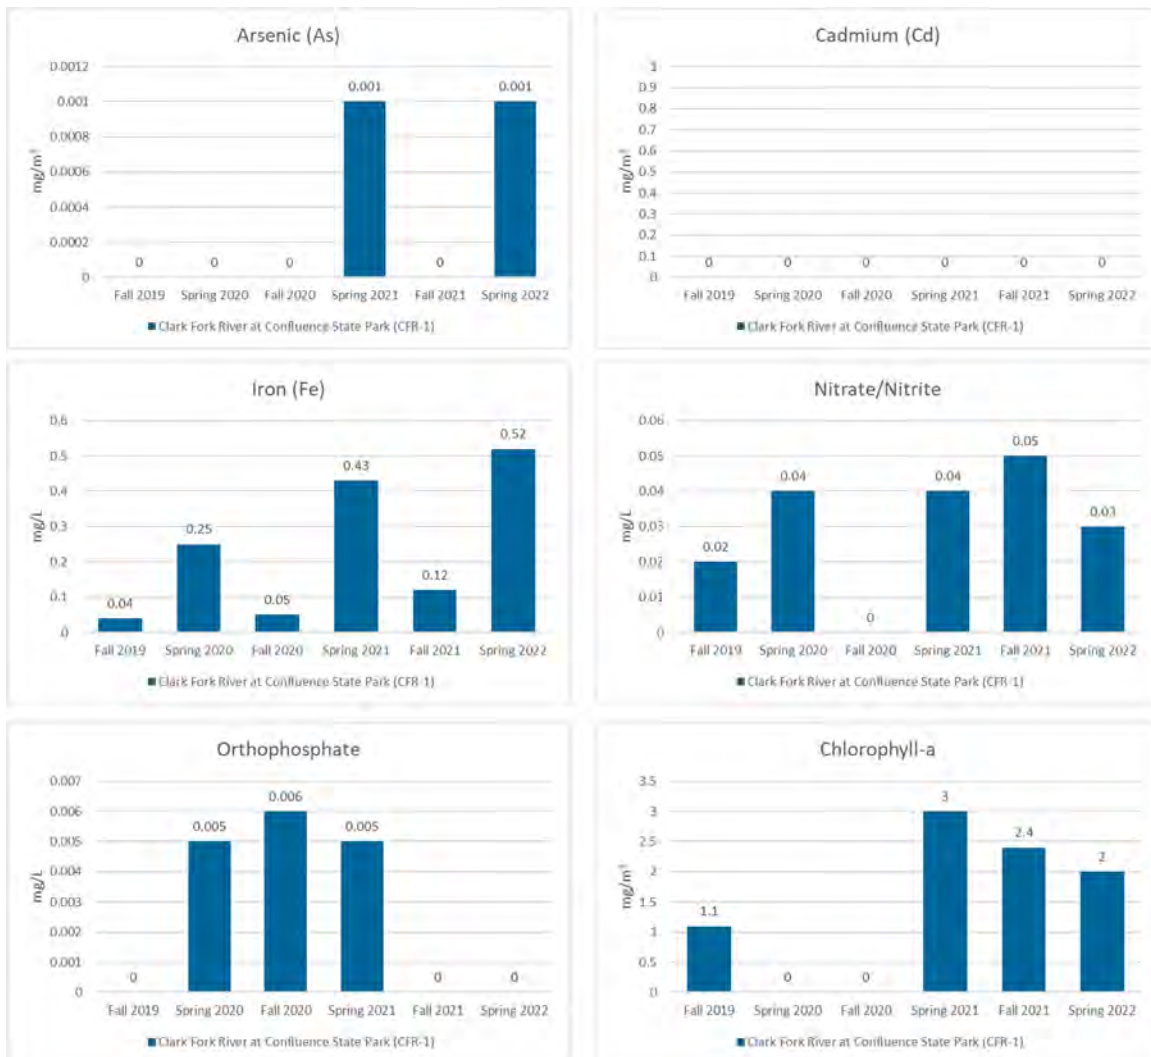 Arsenic (As)
0.0012
0.001
0.0008
0.0006
0.0004
0.0002
0
mg/m³
0 0 0 0.001 0 0.001
Fall 2019 Spring 2020 Fall 2020 Spring 2021 Fall 2021 Spring 2022
Clark Fork River at Confluence State Park (CFR-1)
Cadmium (Cd)
1
0.9
0.8
0.7
0.6
0.5
0.4
0.3
0.2
0.1
0
mg/m³
0 0 0 0 0 0
Fall 2019 Spring 2020 Fall 2020 Spring 2021 Fall 2021 Spring 2022
Clark Fork River at Confluence State Park (CFR-1)
Iron (Fe)
0.6
0.5
0.4
0.3
0.2
0.1
0
mg/L
0.04 0.25 0.05 0.43 0.12 0.52
Fall 2019 Spring 2020 Fall 2020 Spring 2021 Fall 2021 Spring 2022
Clark Fork River at Confluence State Park (CFR-1)
Nitrate/Nitrite
0.06
0.05
0.04
0.03
0.02
0.01
0
mg/L
0.02 0.04 0 0.04 0.05 0.03
Fall 2019 Spring 2020 Fall 2020 Spring 2021 Fall 2021 Spring 2022
Clark Fork River at Confluence State Park (CFR-1)
Orthophosphate
0.007
0.006
0.005
0.004
0.003
0.002
0.001
0
mg/L
0 0.005 0.006 0.005 0 0
Fall 2019 Spring 2020 Fall 2020 Spring 2021 Fall 2021 Spring 2022
Clark Fork River at Confluence State Park (CFR-1)
Chlorophyll-a
3.5
3
2.5
2
1.5
1
0.5
0
mg/m³
1.1 0 0 3 2.4 2
Fall 2019 Spring 2020 Fall 2020 Spring 2021 Fall 2021 Spring 2022
Clark Fork River at Confluence State Park (CFR-1)